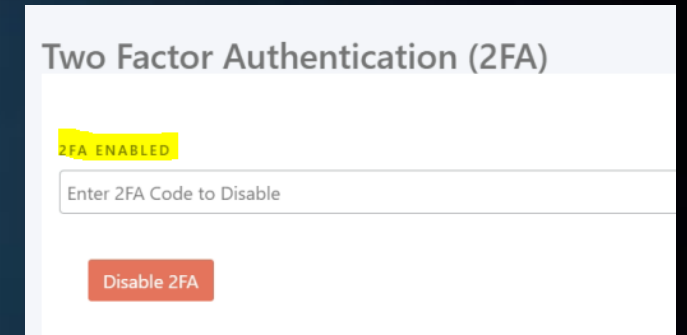 Two Factor Authentication (2FA)
2FA ENABLED
Enter 2FA Code to Disable
Disable 2FA